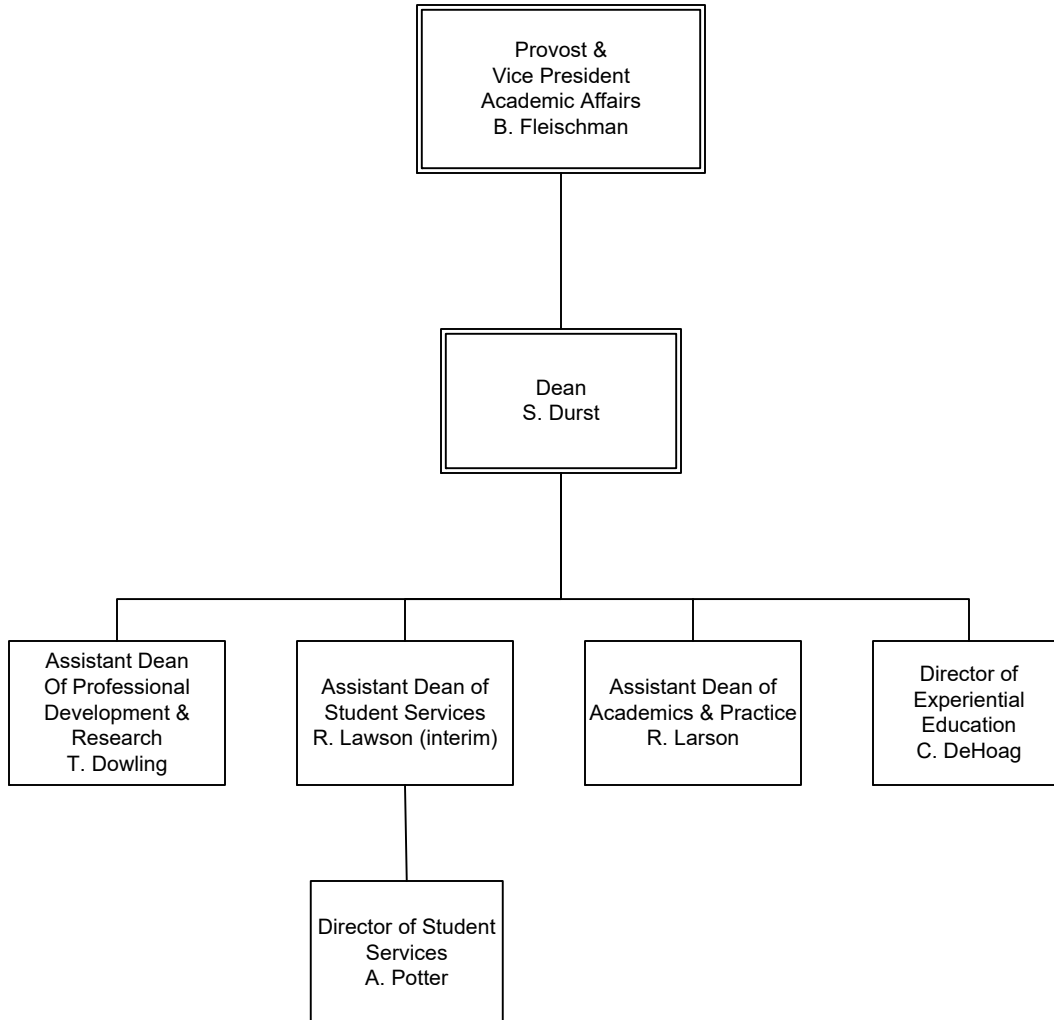 Provost &
Vice President
Academic Affairs
B. Fleischman
Dean
S. Durst
Assistant Dean
Of Professional
Development &
Research
T. Dowling
Assistant Dean of
Student Services
R. Lawson (interim)
Assistant Dean of
Academics & Practice
R. Larson
Director of
Experiential
Education
C. DeHoag
Director of Student
Services
A. Potter